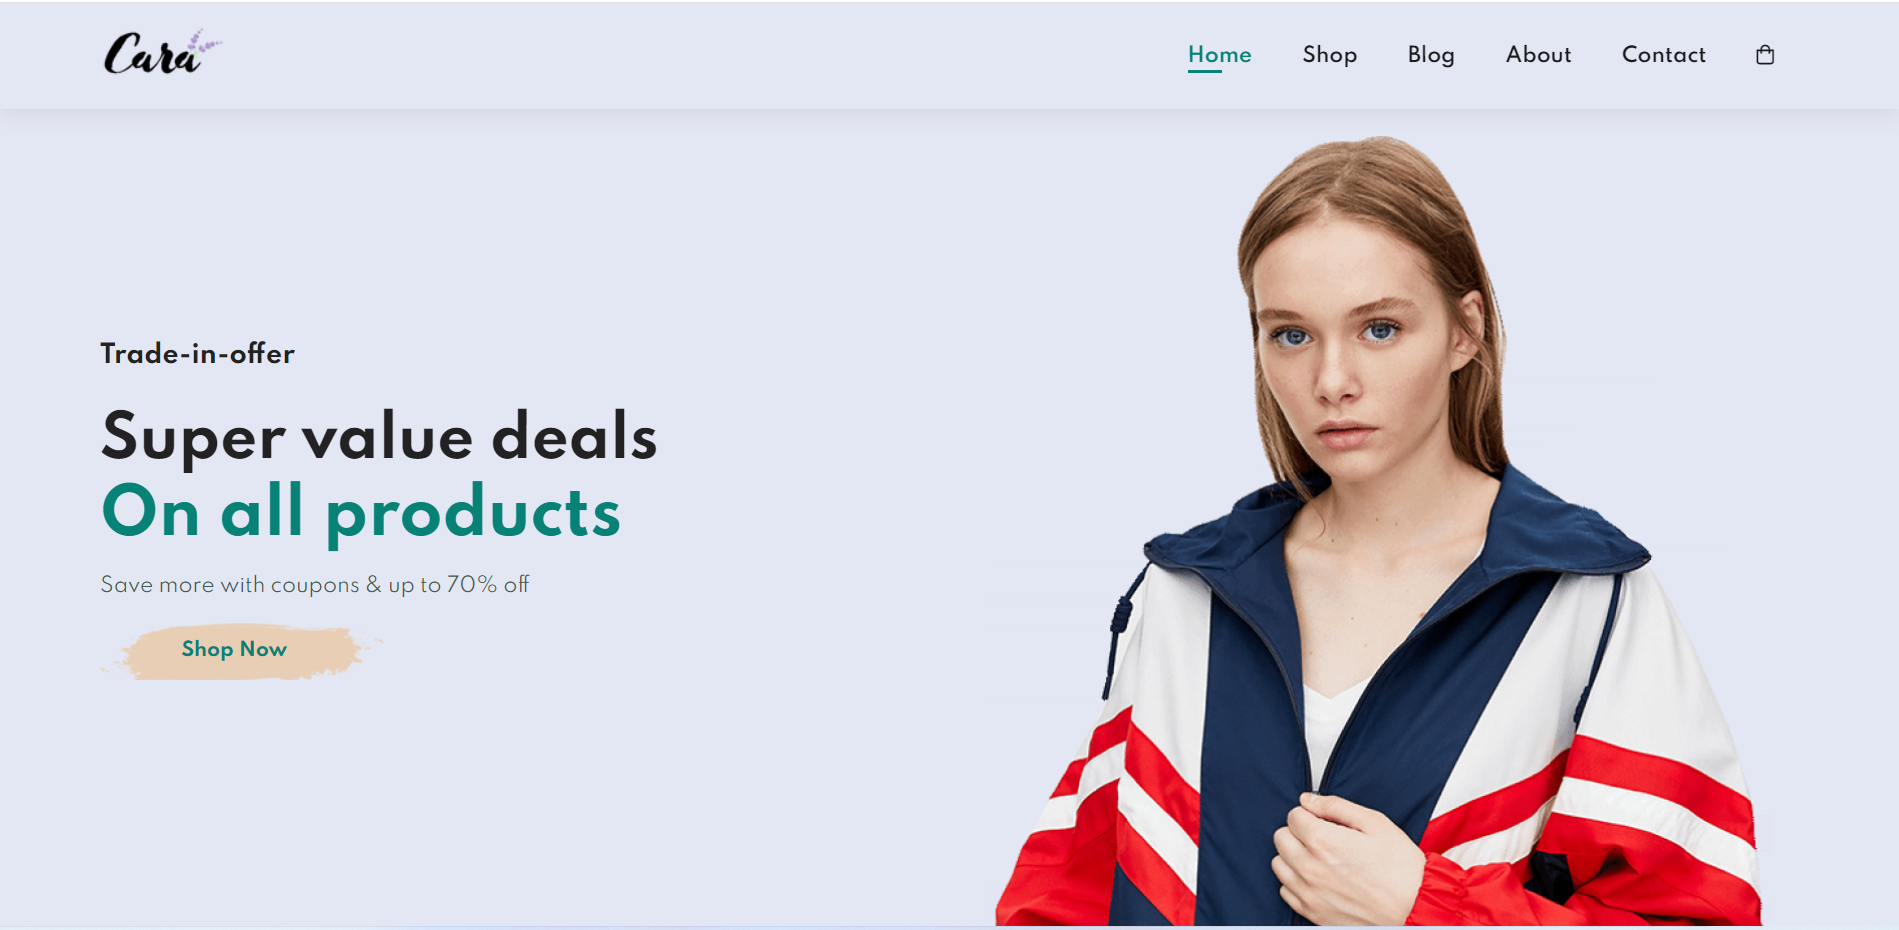 Cara
Home Shop Blog About Contact
Trade-in-offer
Super value deals
On all products
Save more with coupons & up to 70% off
Shop Now